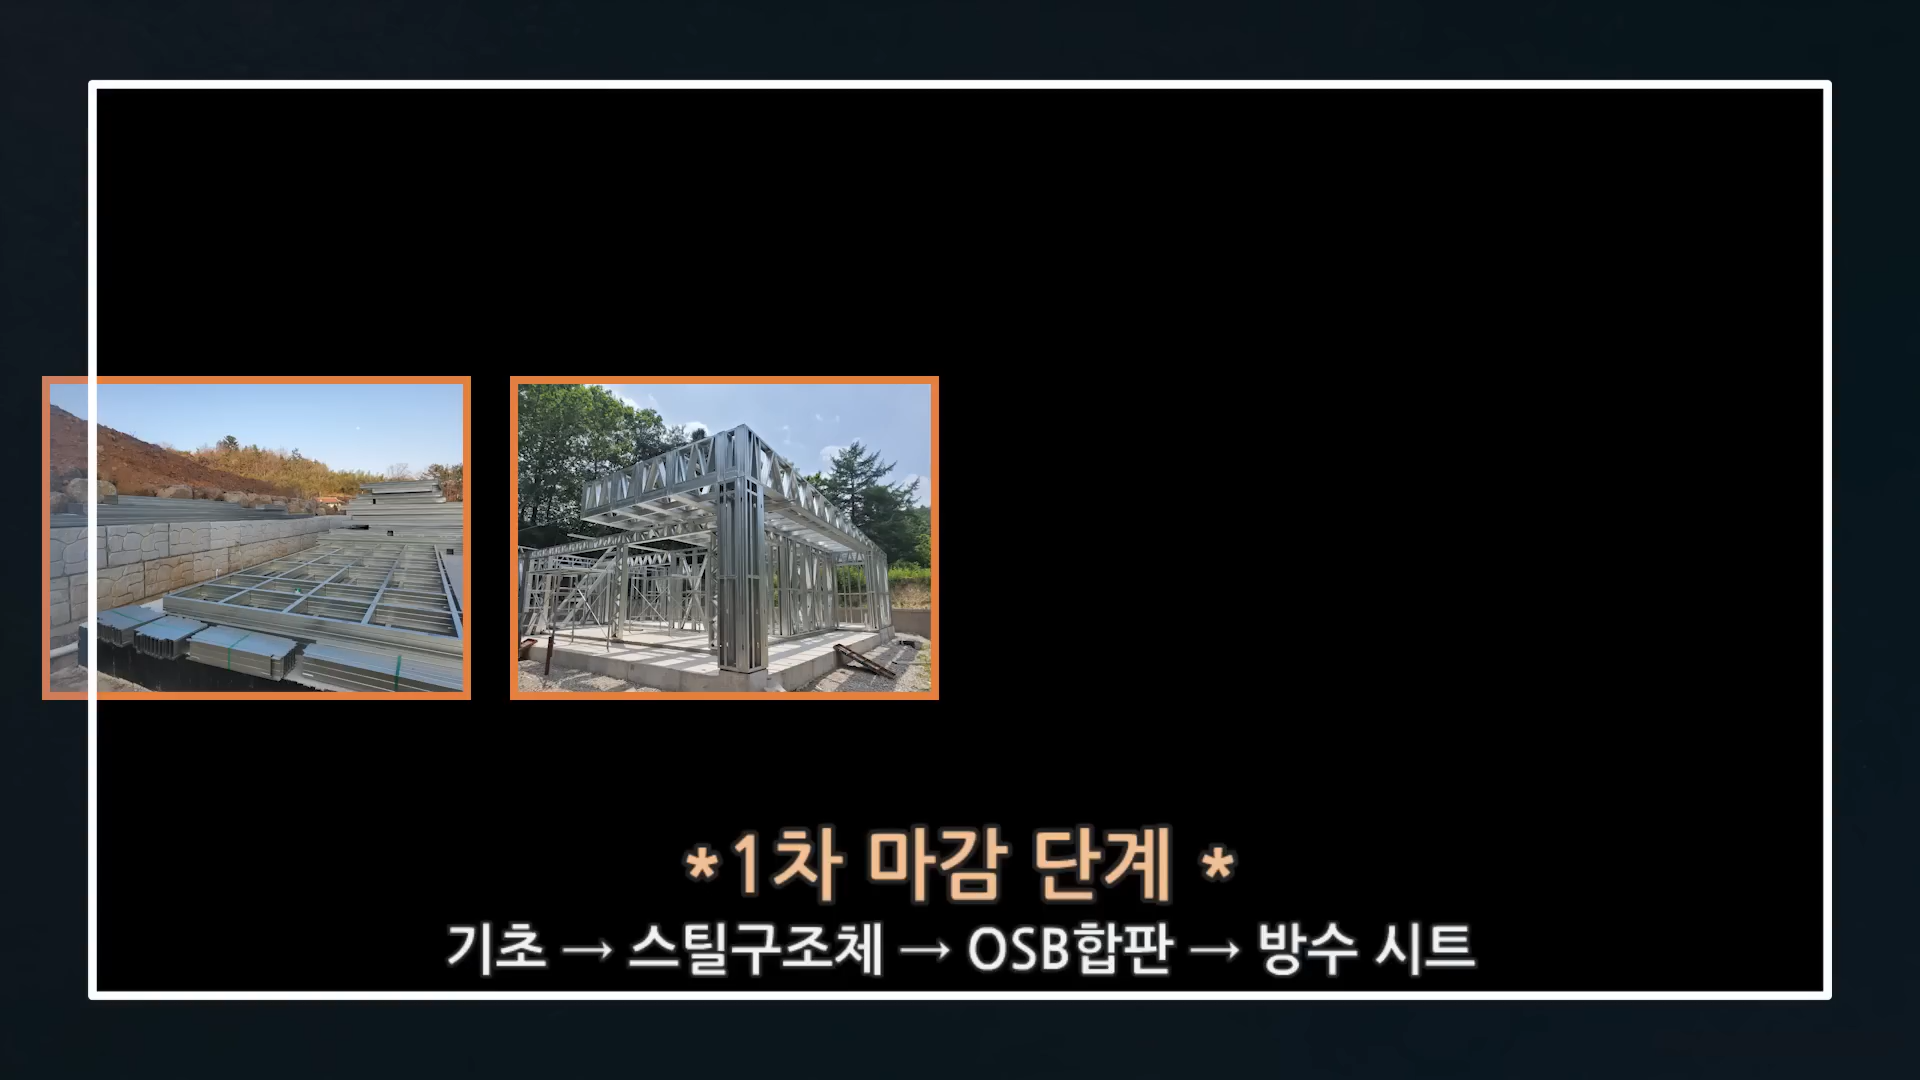 *1차 마감 단계 *
기초 → 스틸구조체 → OSB합판 → 방수 시트